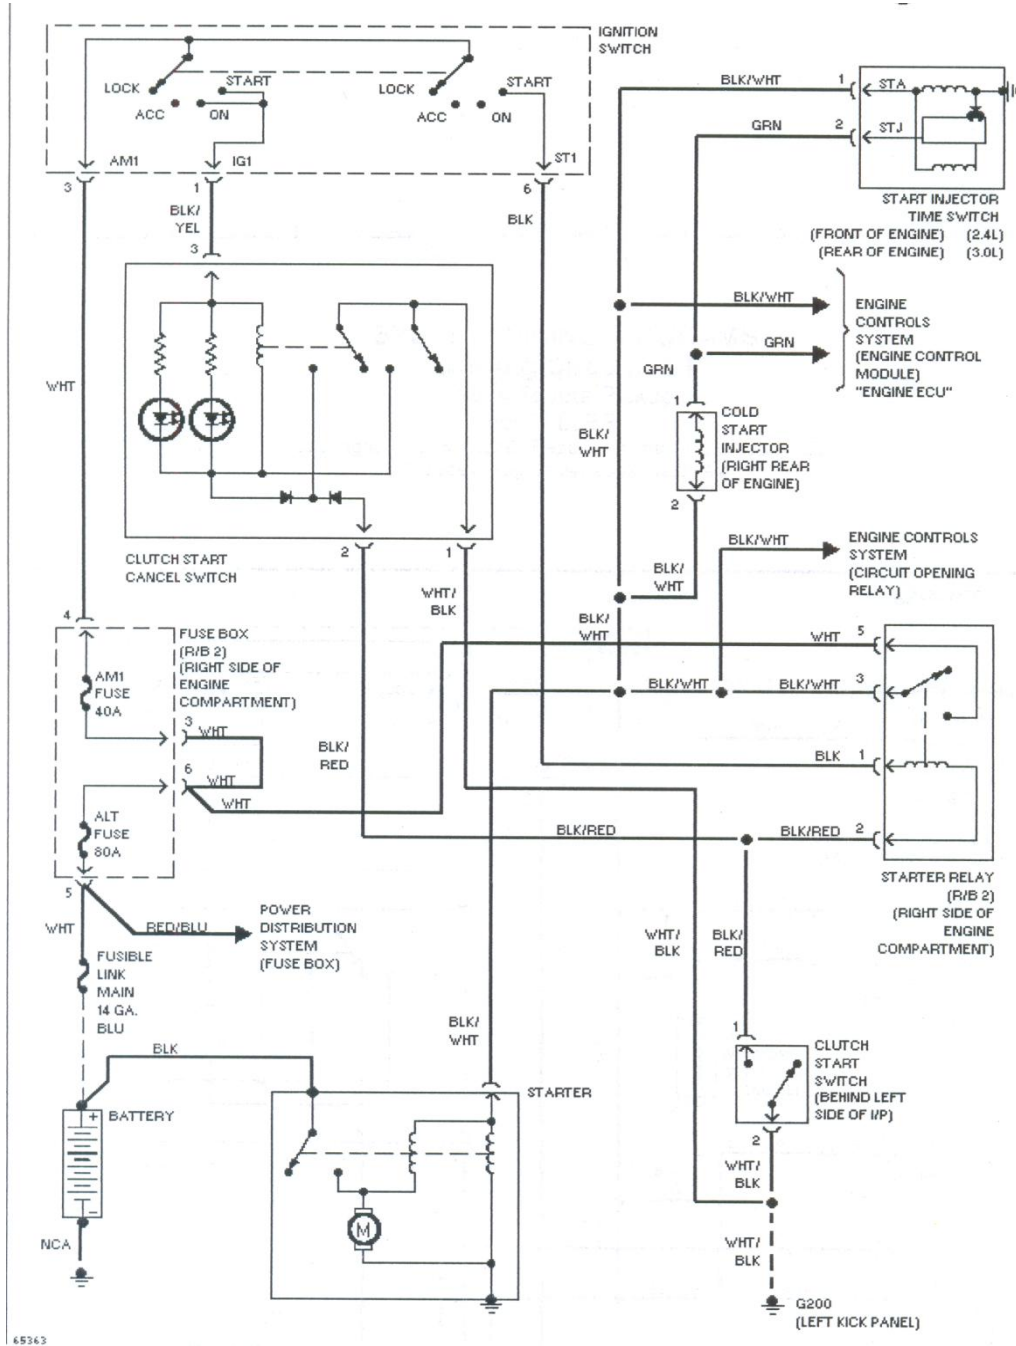 IGNITION
SWITCH
LOCK
START
ACC
ON
LOCK
START
ACC
ON
AM1
IG1
ST1
3
1
6
BLK/
YEL
BLK
3
BLK/WHT
1
STA
GRN
2
STJ
START INJECTOR
TIME SWITCH
(FRONT OF ENGINE) (2.4L)
(REAR OF ENGINE) (3.0L)
BLK/WHT
GRN
ENGINE
CONTROLS
SYSTEM
(ENGINE CONTROL
MODULE)
"ENGINE ECU"
WHT
GRN
1
COLD
START
INJECTOR
(RIGHT REAR
OF ENGINE)
BLK/
WHT
2
BLK/WHT
ENGINE CONTROLS
SYSTEM
(CIRCUIT OPENING
RELAY)
CLUTCH START
CANCEL SWITCH
2
1
WHT/
BLK
BLK/
WHT
BLK/
WHT
4
FUSE BOX
(R/B 2)
(RIGHT SIDE OF
ENGINE
COMPARTMENT)
AM1
FUSE
40A
3
WHT
6
WHT
WHT
ALT
FUSE
80A
5
WHT
5
BLK/WHT
BLK/WHT
3
BLK
1
BLK/
RED
BLK/RED
BLK/RED
2
STARTER RELAY
(R/B 2)
(RIGHT SIDE OF
ENGINE
COMPARTMENT)
WHT
RED/BLU
POWER
DISTRIBUTION
SYSTEM
(FUSE BOX)
FUSIBLE
LINK
MAIN
14 GA.
BLU
WHT/
BLK
BLK/
RED
BLK
BLK/
WHT
1
CLUTCH
START
SWITCH
(BEHIND LEFT
SIDE OF I/P)
2
STARTER
BATTERY
+
-
M
NCA
WHT/
BLK
WHT/
BLK
G200
(LEFT KICK PANEL)
65363